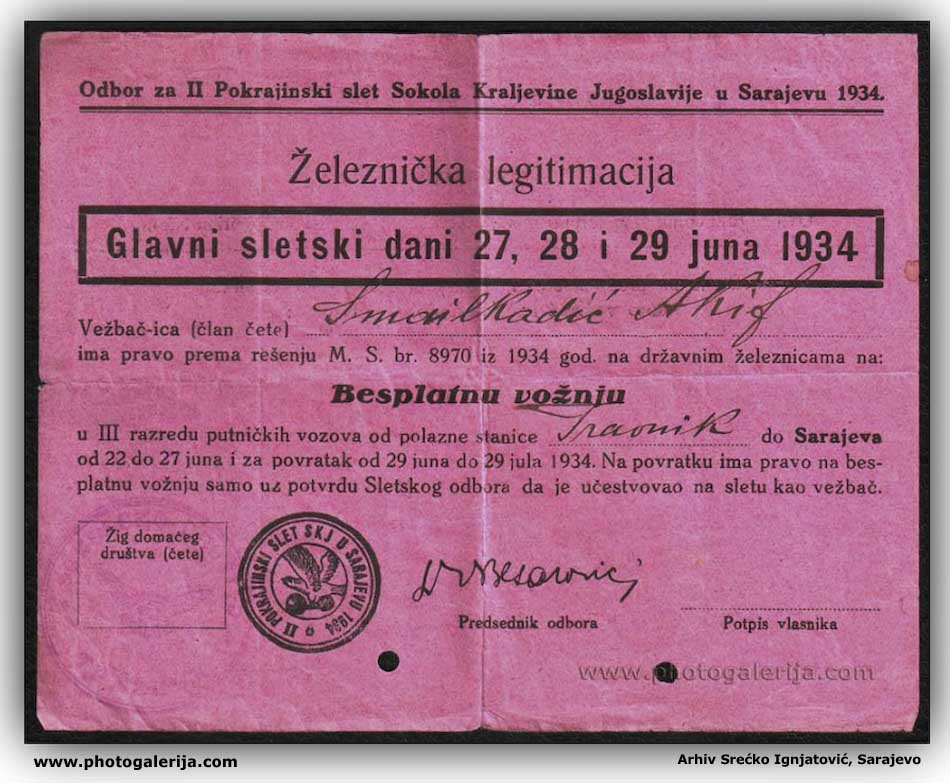 Odbor za II Pokrajinski slet Sokola Kraljevine Jugoslavije u Sarajevu 1934.
Železnička legitimacija
Glavni sletski dani 27, 28 i 29 juna 1934
Vežbač-ica (član čete) Smailkadić Akif
ima pravo prema rešenju M. S. br. 8970 iz 1934 god. na državnim železnicama na:
Besplatnu vožnju
u III razredu putničkih vozova od polazne stanice Travnik do Sarajeva
od 22 do 27 juna i za povratak od 29 juna do 29 jula 1934. Na povratku ima pravo na bes-
platnu vožnju samo uz potvrdu Sletskog odbora da je učestvovao na sletu kao vežbač.
Žig domaćeg
društva (čete)
II POKRAJINSKI SLET SKJ U SARAJEVU 1934
Predsednik odbora
Potpis vlasnika
www.photogalerija.com
www.photogalerija.com
Arhiv Srećko Ignjatović, Sarajevo